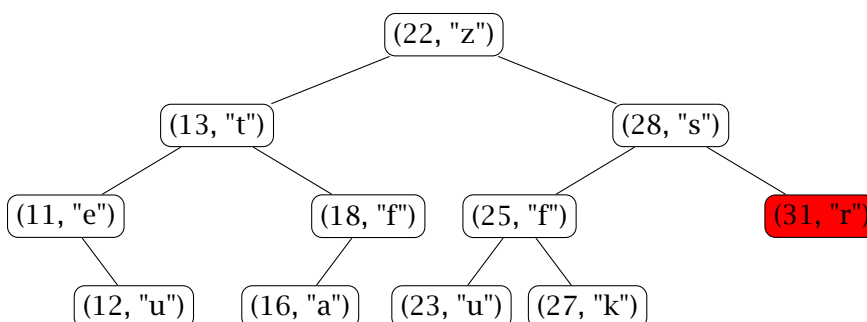 (22, "z")
(13, "t") (28, "s")
(11, "e") (18, "f") (25, "f") (31, "r")
(12, "u") (16, "a") (23, "u") (27, "k")